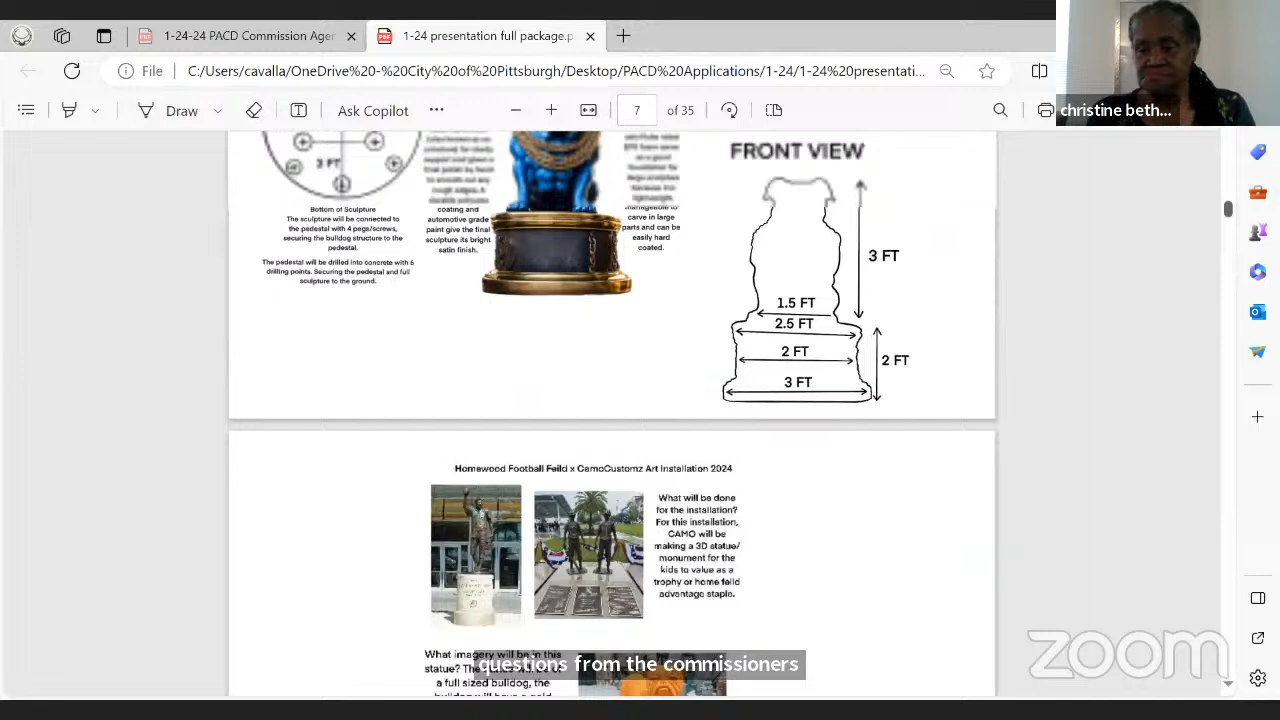 1-24-24 PACD Commission Ager
1-24 presentation full package.p
File
C:/Users/cavalla/OneDrive%20-%20City%20of%20Pittsburgh/Desktop/PACD%20Applications/1-24/1-24%20presentati...
christine beth...
Draw
Ask Copilot
7
of 35
3 FT
Bottom of Sculpture
The sculpture will be connected to
the pedestal with 4 pegs/screws,
securing the bulldog structure to the
pedestal.
The pedestal will be drilled into concrete with 6
drilling points. Securing the pedestal and full
sculpture to the ground.
coating and
automotive grade
paint give the final
sculpture its bright
satin finish.
manageable to
carve in large
parts and can be
easily hard
coated.
FRONT VIEW
3 FT
1.5 FT
2.5 FT
2 FT
2 FT
3 FT
Homewood Football Feild x CamoCustomz Art Installation 2024
What will be done
for the installation?
For this installation,
CAMO will be
making a 3D statue/
monument for the
kids to value as a
trophy or home feild
advantage staple.
What imagery will be in this
statue? The
a full sized bulldog, the
questions from the commissioners
zoom